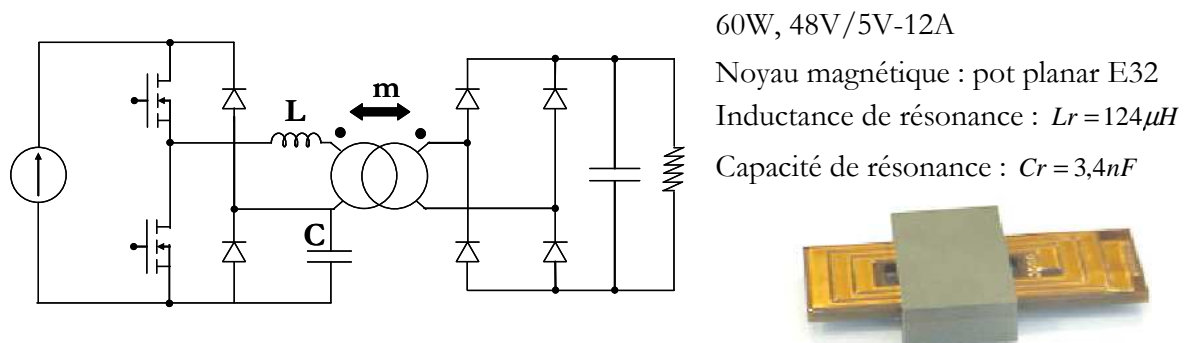 60W, 48V/5V-12A
Noyau magnétique : pot planar E32
Inductance de résonance : Lr = 124μH
Capacité de résonance : Cr = 3,4nF
m
L
C